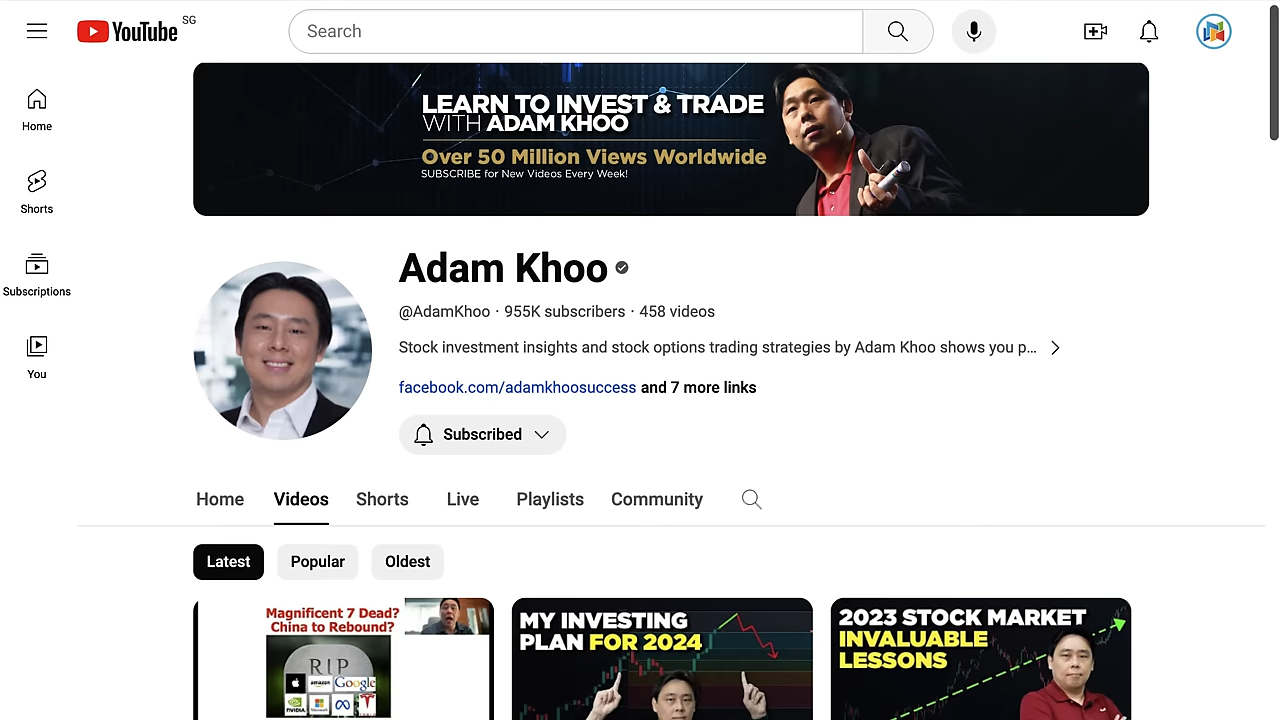 YouTube SG
Search
Home
Shorts
Subscriptions
You
LEARN TO INVEST & TRADE
WITH ADAM KHOO
Over 50 Million Views Worldwide
SUBSCRIBE for New Videos Every Week!
Adam Khoo
@AdamKhoo · 955K subscribers · 458 videos
Stock investment insights and stock options trading strategies by Adam Khoo shows you p...
facebook.com/adamkhoosuccess and 7 more links
Subscribed
Home Videos Shorts Live Playlists Community
Latest Popular Oldest
Magnificent 7 Dead?
China to Rebound?
RIP
amazon Google
NVIDIA Microsoft
MY INVESTING
PLAN FOR 2024
2023 STOCK MARKET
INVALUABLE
LESSONS